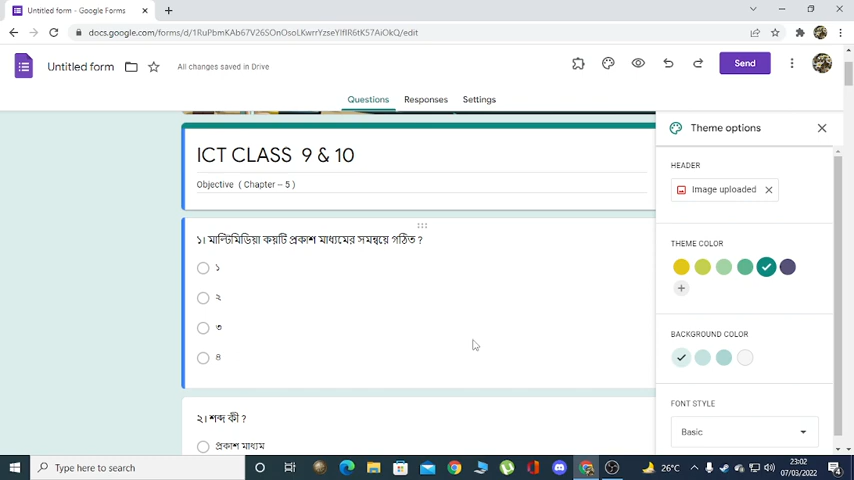 Untitled form - Google Forms
docs.google.com/forms/d/1RuPbmKAb67V26SOnOsoLKwrrYzseYlfIR6tK57AiOkQ/edit
Untitled form
All changes saved in Drive
Send
Questions Responses Settings
ICT CLASS 9 & 10
Objective ( Chapter – 5 )
১। মাল্টিমিডিয়া কয়টি প্রকাশ মাধ্যমের সমন্বয়ে গঠিত ?
১
২
৩
৪
২। শব্দ কী ?
প্রকাশ মাধ্যম
Theme options
HEADER
Image uploaded
THEME COLOR
BACKGROUND COLOR
FONT STYLE
Basic
Type here to search
26°C
23:02
07/03/2022
4